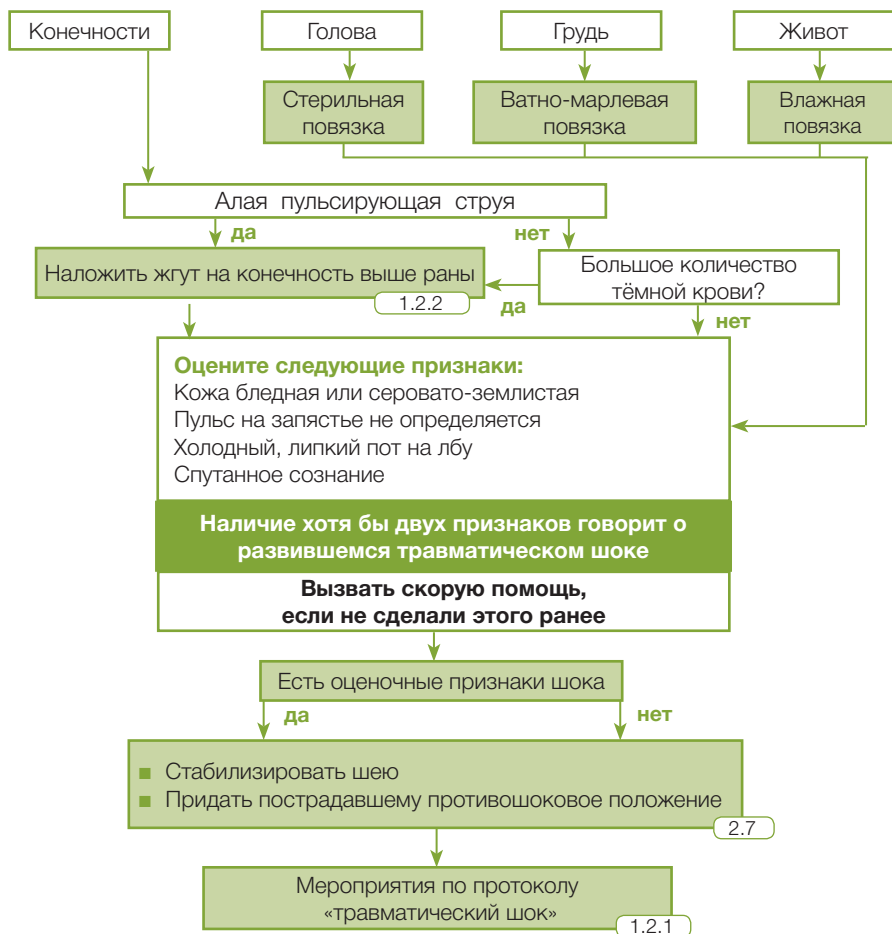 Конечности
Голова
Грудь
Живот
Стерильная
повязка
Ватно-марлевая
повязка
Влажная
повязка
Алая пульсирующая струя
да
нет
Наложить жгут на конечность выше раны
1.2.2
Большое количество
тёмной крови?
да
нет
Оцените следующие признаки:
Кожа бледная или серовато-землистая
Пульс на запястье не определяется
Холодный, липкий пот на лбу
Спутанное сознание
Наличие хотя бы двух признаков говорит о
развившемся травматическом шоке
Вызвать скорую помощь,
если не сделали этого ранее
Есть оценочные признаки шока
да
нет
■ Стабилизировать шею
■ Придать пострадавшему противошоковое положение
2.7
Мероприятия по протоколу
«травматический шок»
1.2.1